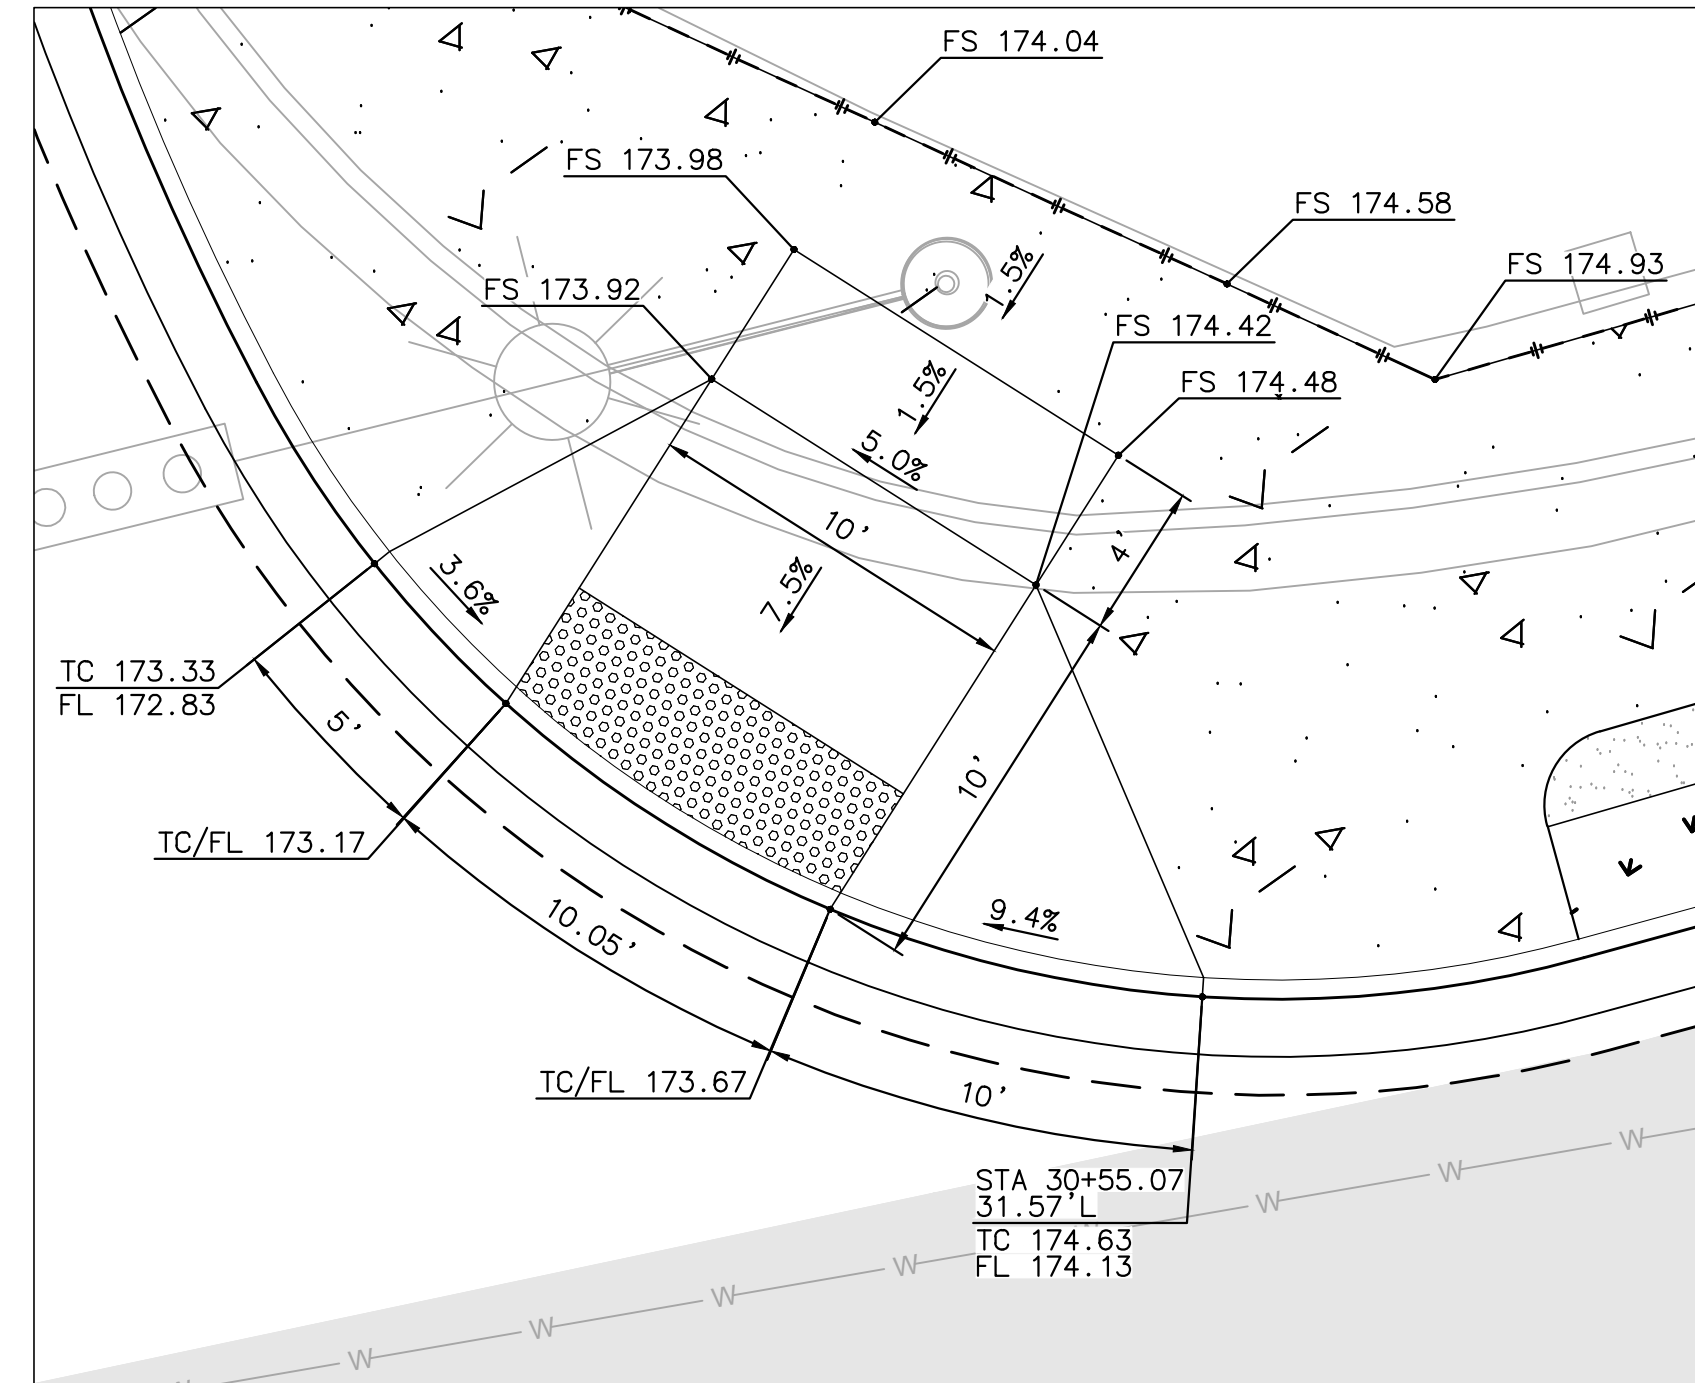 FS 174.04
FS 173.98
FS 174.58
FS 174.93
FS 173.92
1.5%
FS 174.42
FS 174.48
1.5%
5.0%
10'
4'
3.6%
7.5%
TC 173.33
FL 172.83
5'
10'
TC/FL 173.17
10.05'
9.4%
TC/FL 173.67
10'
STA 30+55.07
31.57'L
TC 174.63
FL 174.13
W
W
W
W
W
W
W